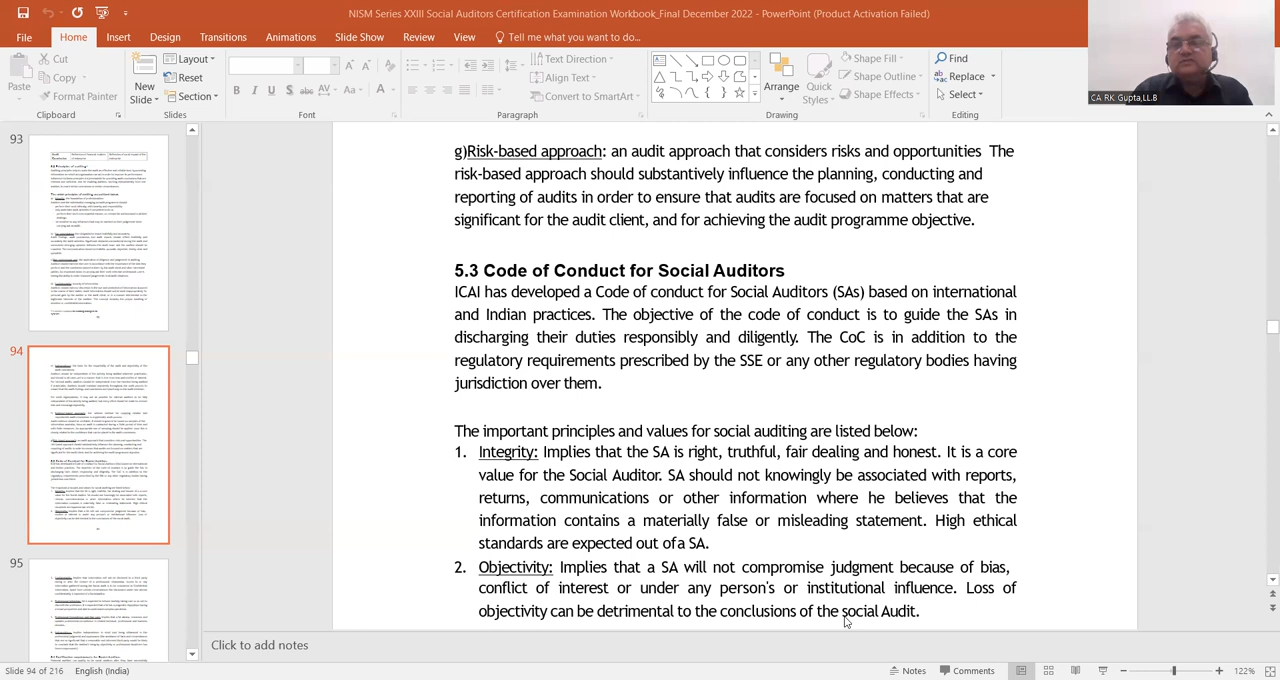 NISM Series XXIII Social Auditors Certification Examination Workbook_Final December 2022 - PowerPoint (Product Activation Failed)
File Home Insert Design Transitions Animations Slide Show Review View Tell me what you want to do...
Paste
Cut
Copy
Format Painter
Clipboard
New
Slide
Layout
Reset
Section
Slides
Font
Text Direction
Align Text
Convert to SmartArt
Paragraph
Arrange
Quick
Styles
Shape Fill
Shape Outline
Shape Effects
Drawing
Find
Replace
Select
Editing
CA RK Gupta,LL.B
93
94
95
g)Risk-based approach: an audit approach that considers risks and opportunities The
risk-based approach should substantively influence the planning, conducting and
reporting of audits in order to ensure that audits are focused on matters that are
significant for the audit client, and for achieving the audit programme objectives.
5.3 Code of Conduct for Social Auditors
ICAI has developed a Code of conduct for Social Auditors (SAs) based on international
and Indian practices. The objective of the code of conduct is to guide the SAs in
discharging their duties responsibly and diligently. The CoC is in addition to the
regulatory requirements prescribed by the SSE or any other regulatory bodies having
jurisdiction over them.
The important principles and values for social auditors are listed below:
1. Integrity: Implies that the SA is right, truthful, upstanding and honest. It is a core
value for the Social Auditor. SA should not knowingly be associated with reports,
returns, communications or other information where he believes that the
information contains a materially false or misleading statement. High ethical
standards are expected out of a SA.
2. Objectivity: Implies that a SA will not compromise judgment because of bias,
conflict of interest or under any personal or professional influence. Loss of
objectivity can be detrimental to the conclusions of the social Audit.
Click to add notes
Slide 94 of 216 English (India) Notes Comments 122%